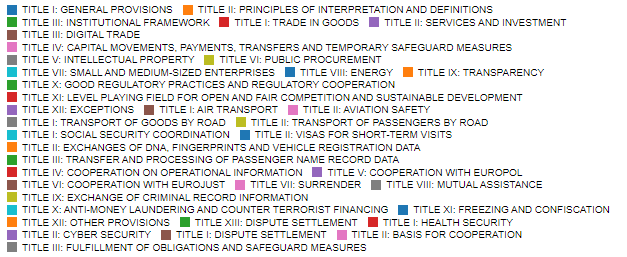 TITLE I: GENERAL PROVISIONS TITLE II: PRINCIPLES OF INTERPRETATION AND DEFINITIONS
TITLE III: INSTITUTIONAL FRAMEWORK TITLE I: TRADE IN GOODS TITLE II: SERVICES AND INVESTMENT
TITLE III: DIGITAL TRADE
TITLE IV: CAPITAL MOVEMENTS, PAYMENTS, TRANSFERS AND TEMPORARY SAFEGUARD MEASURES
TITLE V: INTELLECTUAL PROPERTY TITLE VI: PUBLIC PROCUREMENT
TITLE VII: SMALL AND MEDIUM-SIZED ENTERPRISES TITLE VIII: ENERGY TITLE IX: TRANSPARENCY
TITLE X: GOOD REGULATORY PRACTICES AND REGULATORY COOPERATION
TITLE XI: LEVEL PLAYING FIELD FOR OPEN AND FAIR COMPETITION AND SUSTAINABLE DEVELOPMENT
TITLE XII: EXCEPTIONS TITLE I: AIR TRANSPORT TITLE II: AVIATION SAFETY
TITLE I: TRANSPORT OF GOODS BY ROAD TITLE II: TRANSPORT OF PASSENGERS BY ROAD
TITLE I: SOCIAL SECURITY COORDINATION TITLE II: VISAS FOR SHORT-TERM VISITS
TITLE II: EXCHANGES OF DNA, FINGERPRINTS AND VEHICLE REGISTRATION DATA
TITLE III: TRANSFER AND PROCESSING OF PASSENGER NAME RECORD DATA
TITLE IV: COOPERATION ON OPERATIONAL INFORMATION TITLE V: COOPERATION WITH EUROPOL
TITLE VI: COOPERATION WITH EUROJUST TITLE VII: SURRENDER TITLE VIII: MUTUAL ASSISTANCE
TITLE IX: EXCHANGE OF CRIMINAL RECORD INFORMATION
TITLE X: ANTI-MONEY LAUNDERING AND COUNTER TERRORIST FINANCING TITLE XI: FREEZING AND CONFISCATION
TITLE XII: OTHER PROVISIONS TITLE XIII: DISPUTE SETTLEMENT TITLE I: HEALTH SECURITY
TITLE II: CYBER SECURITY TITLE I: DISPUTE SETTLEMENT TITLE II: BASIS FOR COOPERATION
TITLE III: FULFILLMENT OF OBLIGATIONS AND SAFEGUARD MEASURES